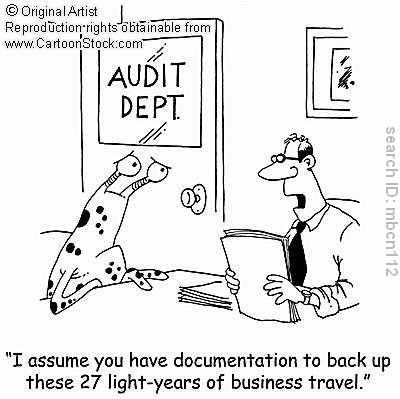 © Original Artist
Reproduction rights obtainable from
www.CartoonStock.com
AUDIT
DEPT.
search ID: mbcn112
“I assume you have documentation to back up
these 27 light-years of business travel.”